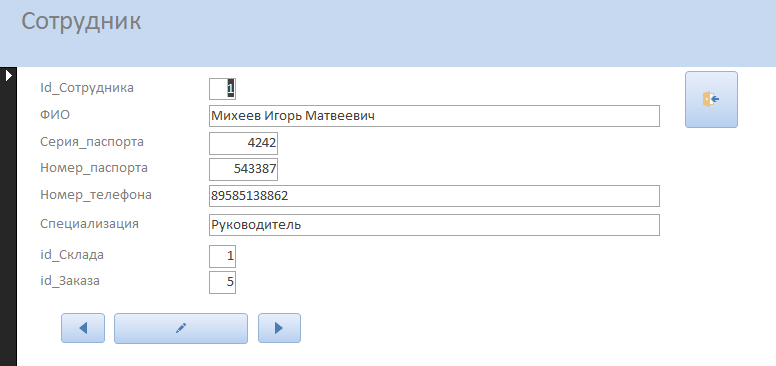 Сотрудник
Id_Сотрудника 1
ФИО Михеев Игорь Матвеевич
Серия_паспорта 4242
Номер_паспорта 543387
Номер_телефона 89585138862
Специализация Руководитель
id_Склада 1
id_Заказа 5